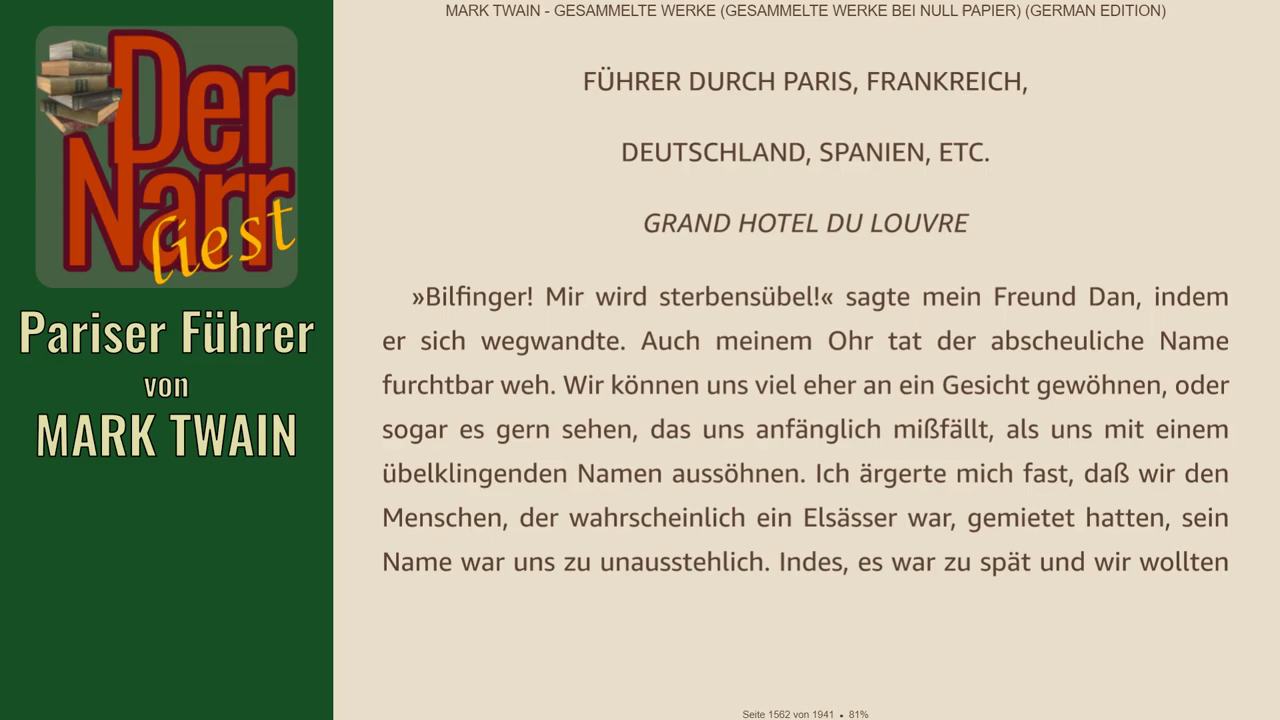 Der
Narr
liest
Pariser Führer
von
MARK TWAIN
MARK TWAIN - GESAMMELTE WERKE (GESAMMELTE WERKE BEI NULL PAPIER) (GERMAN EDITION)
FÜHRER DURCH PARIS, FRANKREICH,
DEUTSCHLAND, SPANIEN, ETC.
GRAND HOTEL DU LOUVRE
»Bilfinger! Mir wird sterbensübel!« sagte mein Freund Dan, indem
er sich wegwandte. Auch meinem Ohr tat der abscheuliche Name
furchtbar weh. Wir können uns viel eher an ein Gesicht gewöhnen, oder
sogar es gern sehen, das uns anfänglich mißfällt, als uns mit einem
übelklingenden Namen aussöhnen. Ich ärgerte mich fast, daß wir den
Menschen, der wahrscheinlich ein Elsässer war, gemietet hatten, sein
Name war uns zu unausstehlich. Indes, es war zu spät und wir wollten
Seite 1562 von 1941 • 81%